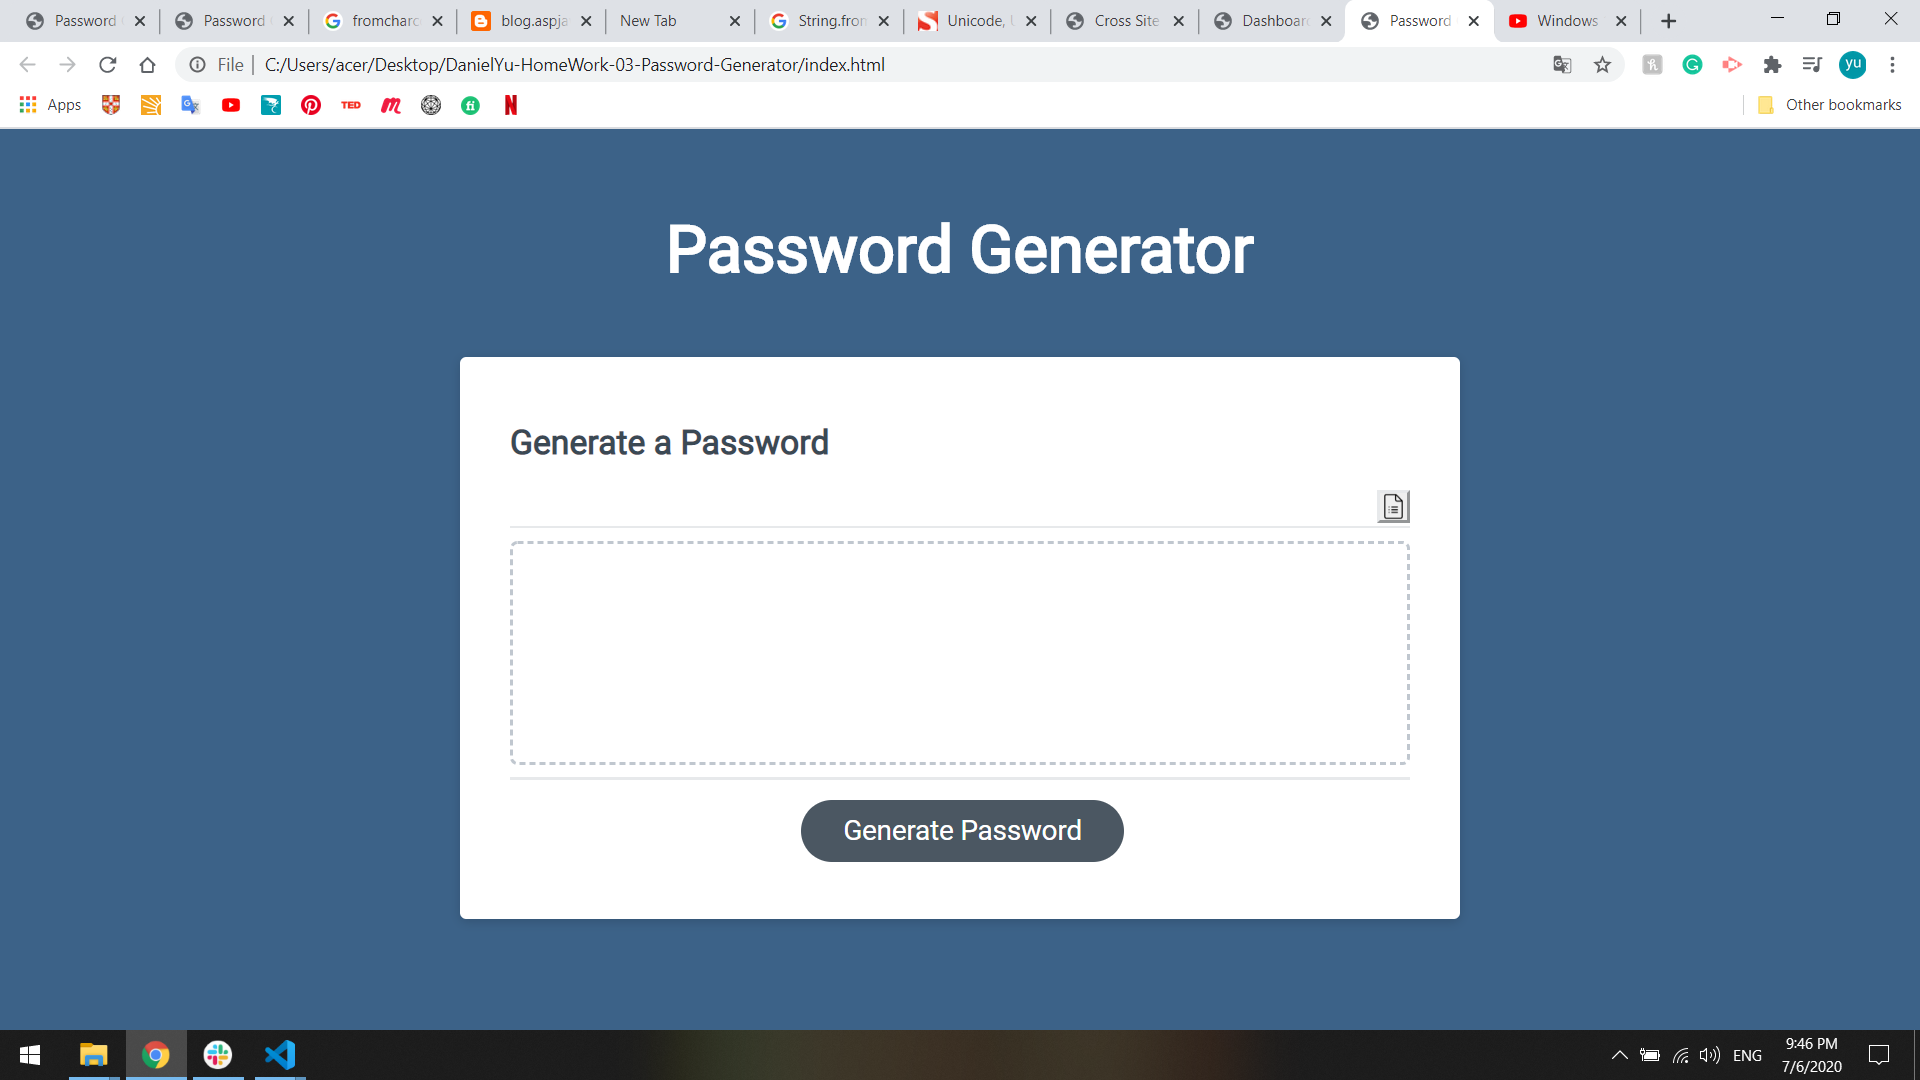 Password
Password
fromcharc
blog.aspja
New Tab
String.fron
Unicode,
Cross Site
Dashboar
Password
Windows
File
C:/Users/acer/Desktop/DanielYu-HomeWork-03-Password-Generator/index.html
yu
Apps
TED
fi
Other bookmarks
Password Generator
Generate a Password
Generate Password
ENG
9:46 PM
7/6/2020